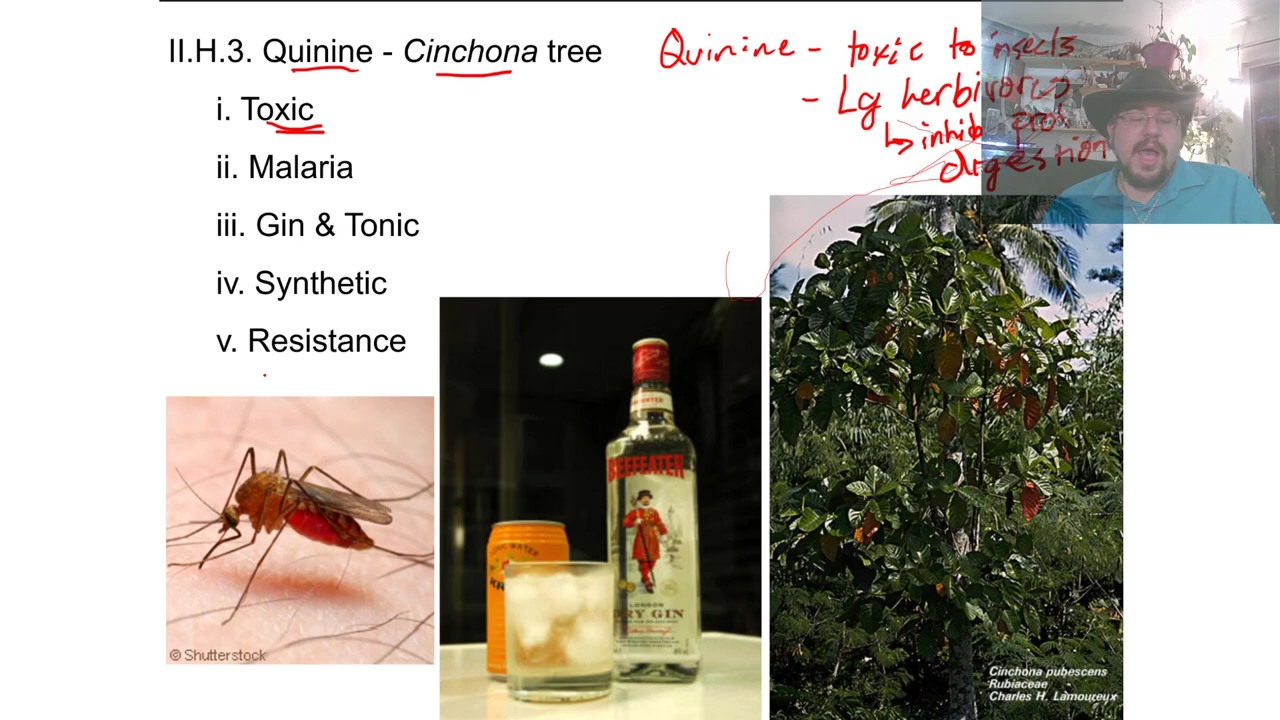 II.H.3. Quinine - Cinchona tree
i. Toxic
ii. Malaria
iii. Gin & Tonic
iv. Synthetic
v. Resistance
Quinine - toxic to insects
- Lg herbivores
prot
digestion
© Shutterstock
BEEFEATER
LONDON
DRY GIN
Cinchona pubescens
Rubiaceae
Charles H. Lamoureux